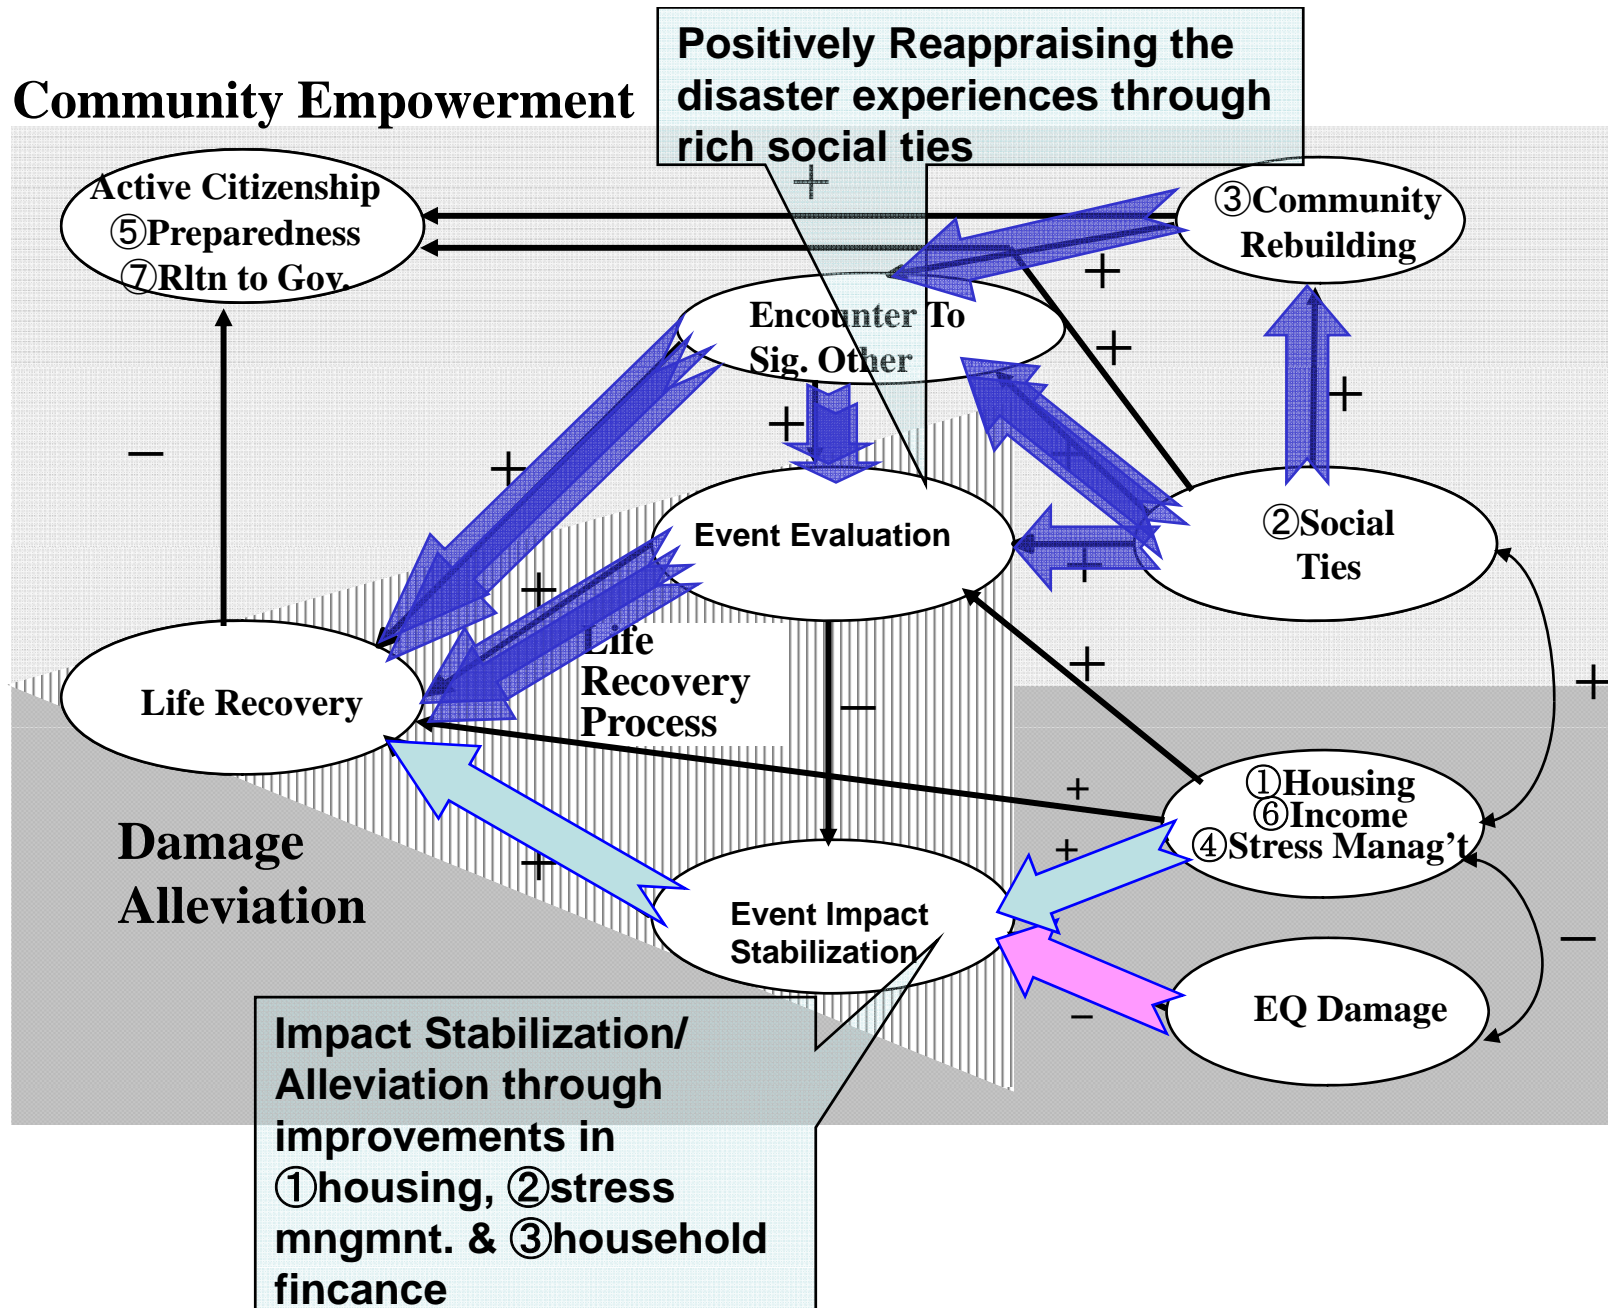 Positively Reappraising the
disaster experiences through
rich social ties
Community Empowerment
Active Citizenship
⑤Preparedness
⑦Rltn to Gov.
+
③Community
Rebuilding
+
Encounter To
Sig. Other
+
+
+
−
+
+
Event Evaluation
②Social
Ties
+
+
Life
Recovery
Process
+
+
Life Recovery
−
①Housing
⑥Income
④Stress Manag't
+
+
Damage
Alleviation
+
Event Impact
Stabilization
−
EQ Damage
−
Impact Stabilization/
Alleviation through
improvements in
①housing, ②stress
mngmnt. & ③household
fincance